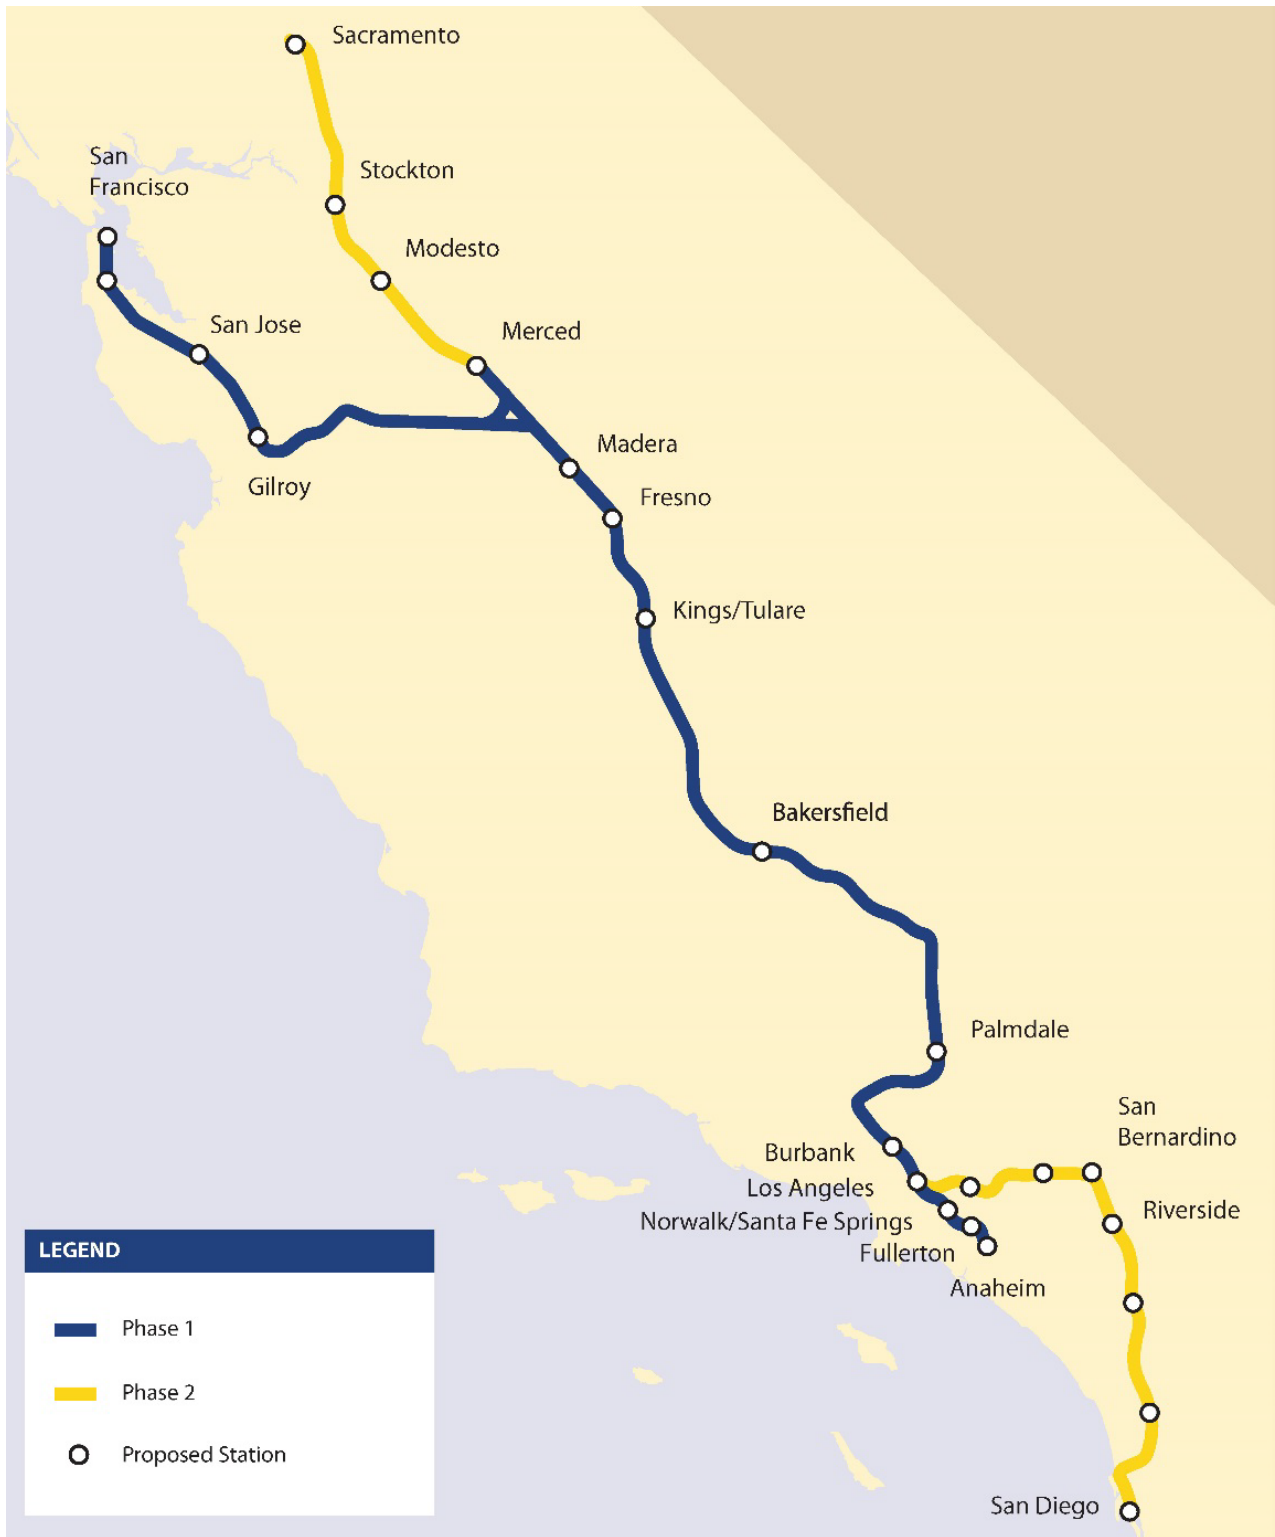 Sacramento
San
Francisco
Stockton
Modesto
San Jose
Merced
Madera
Gilroy
Fresno
Kings/Tulare
Bakersfield
Palmdale
San
Bernardino
Burbank
Los Angeles
Norwalk/Santa Fe Springs
Riverside
Fullerton
Anaheim
San Diego
LEGEND
Phase 1
Phase 2
Proposed Station